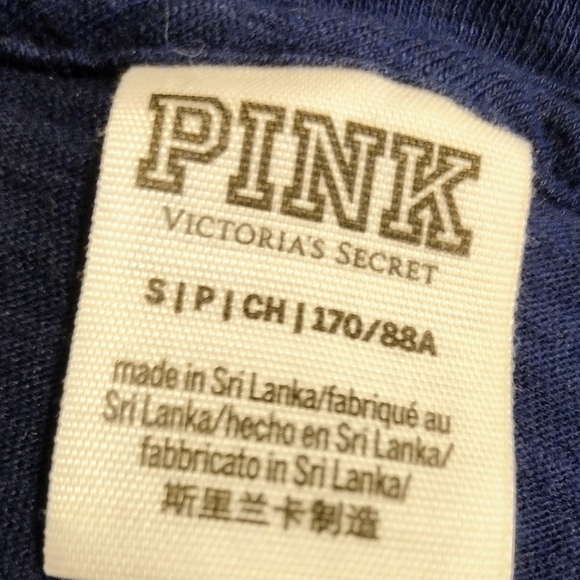 PINK
VICTORIA'S SECRET
S | P | CH | 170/88A
made in Sri Lanka/fabriqué au
Sri Lanka/hecho en Sri Lanka/
fabbricato in Sri Lanka/
斯里兰卡制造